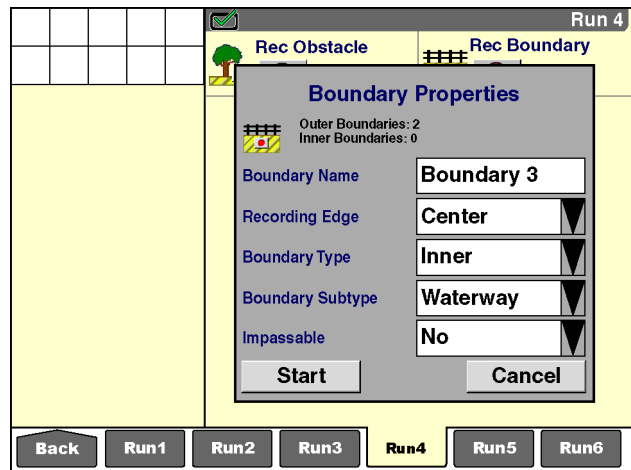 Run 4
Rec Obstacle
Rec Boundary
Boundary Properties
Outer Boundaries: 2
Inner Boundaries: 0
Boundary Name
Boundary 3
Recording Edge
Center
Boundary Type
Inner
Boundary Subtype
Waterway
Impassable
No
Start
Cancel
Back
Run1
Run2
Run3
Run4
Run5
Run6